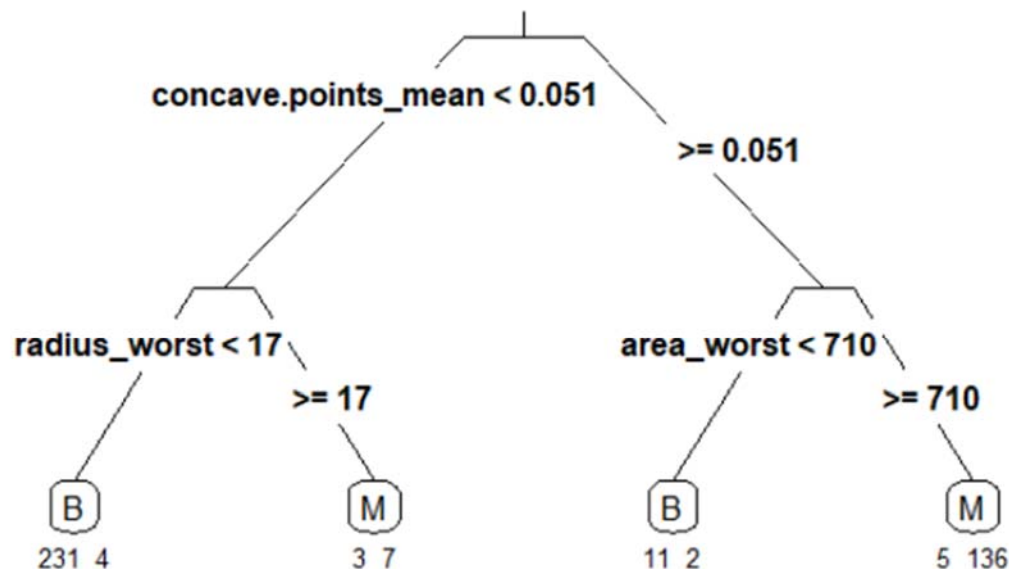 concave.points_mean < 0.051
>= 0.051
radius_worst < 17
>= 17
area_worst < 710
>= 710
B
M
B
M
231 4
3 7
11 2
5 136